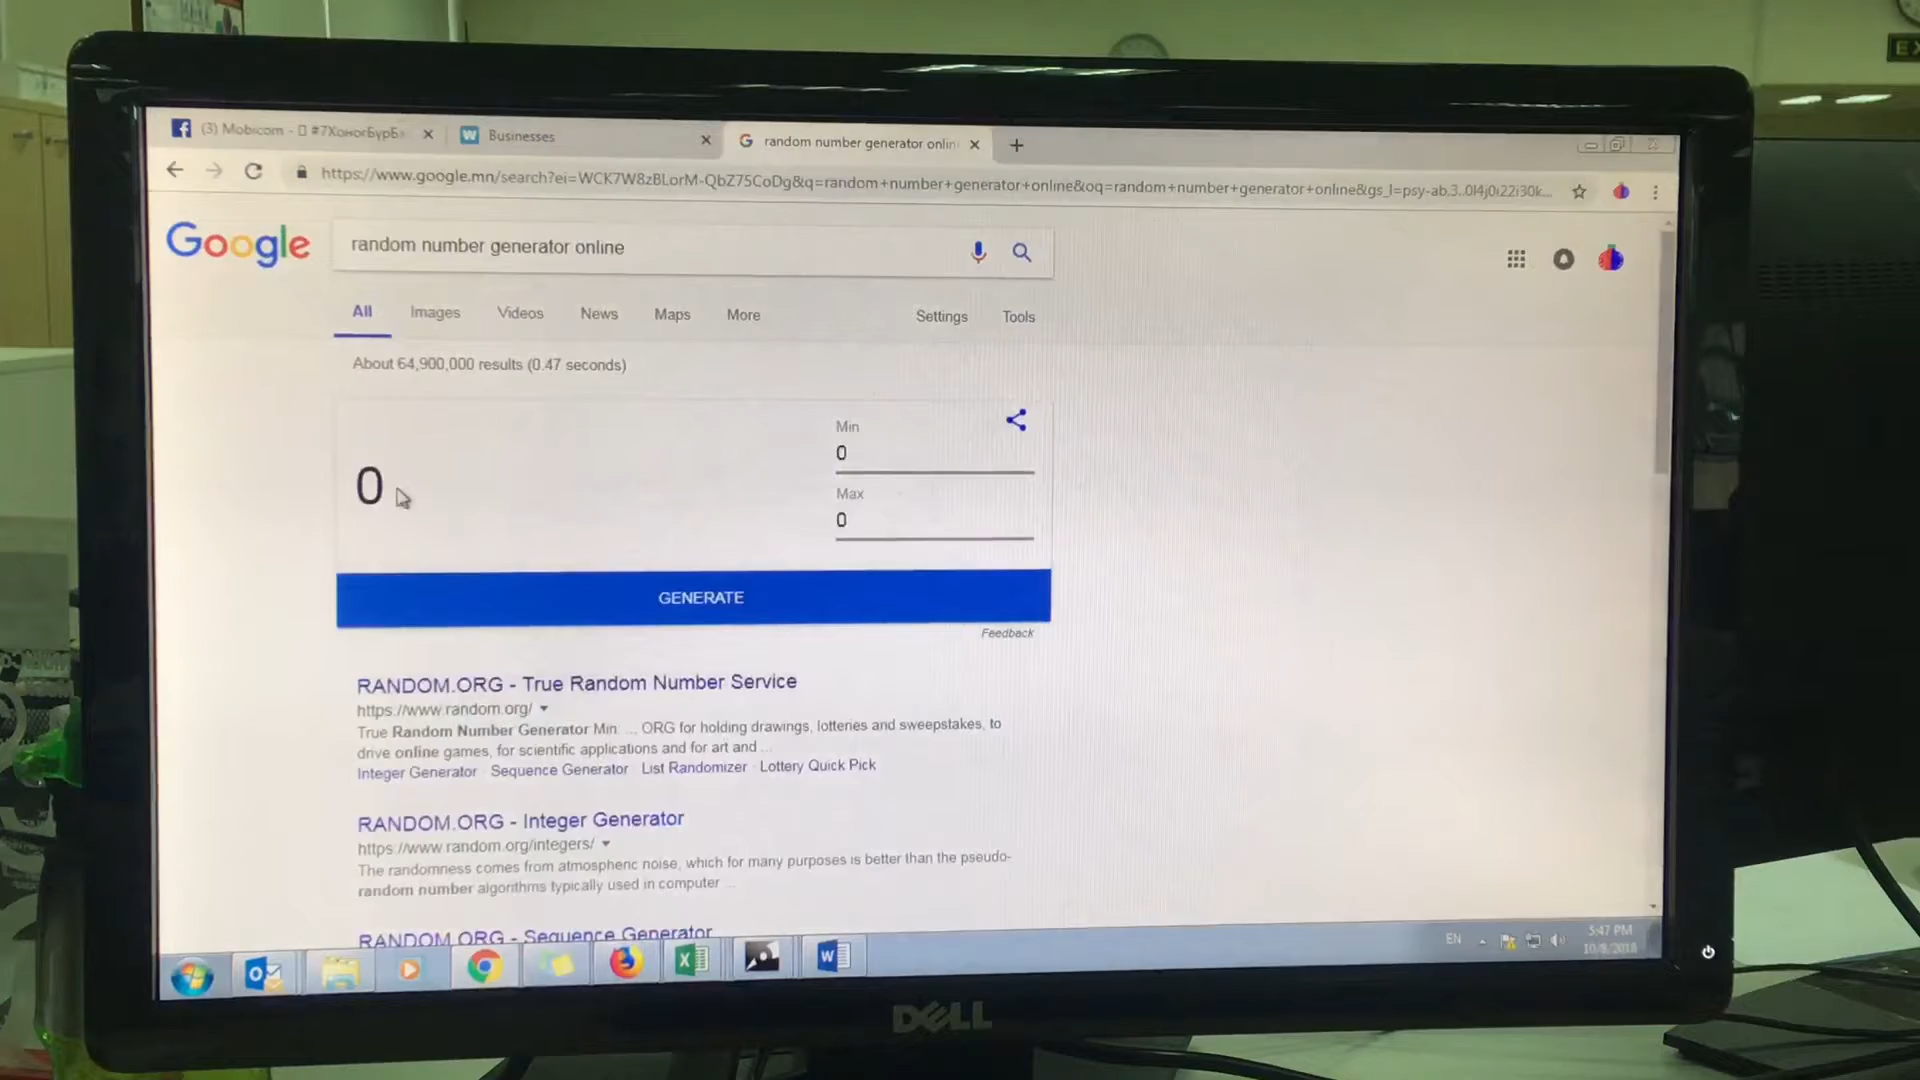 (3) Mobicom - #7ХоногБүрБ
Businesses
random number generator onlin
https://www.google.mn/search?ei=WCK7W8zBLorM-QbZ75CoDg&q=random+number+generator+online&oq=random+number+generator+online&gs_l=psy-ab.3..0l4j0i22i30k...
Google
random number generator online
All Images Videos News Maps More Settings Tools
About 64,900,000 results (0.47 seconds)
Min
0
0
Max
0
GENERATE
Feedback
RANDOM.ORG - True Random Number Service
https://www.random.org/
True Random Number Generator Min: ... ORG for holding drawings, lotteries and sweepstakes, to
drive online games, for scientific applications and for art and ...
Integer Generator · Sequence Generator · List Randomizer · Lottery Quick Pick
RANDOM.ORG - Integer Generator
https://www.random.org/integers/
The randomness comes from atmospheric noise, which for many purposes is better than the pseudo-
random number algorithms typically used in computer ...
RANDOM.ORG - Sequence Generator
EN
5:47 PM
10/8/2018
DELL